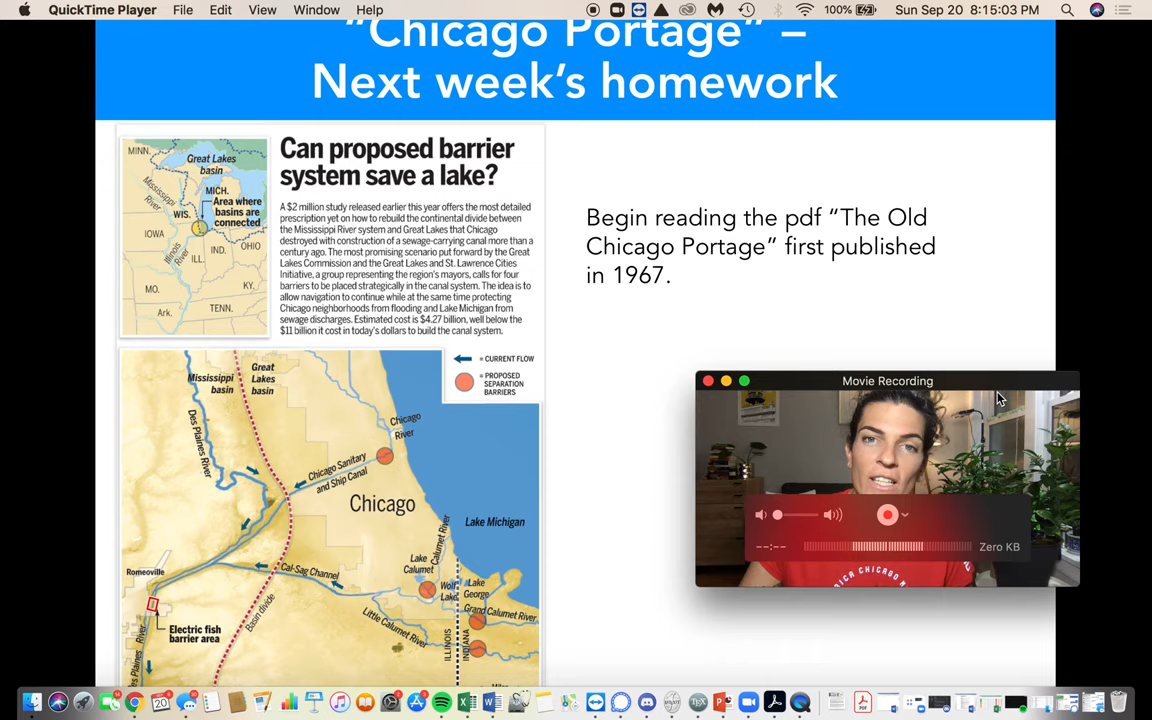 QuickTime Player File Edit View Window Help 100% Sun Sep 20 8:15:03 PM
"Chicago Portage" –
Next week's homework
MINN.
Great Lakes
basin
Mississippi
River
MICH.
Area where
basins are
connected
WIS.
IOWA
Illinois
River
ILL.
IND.
OHIO
MO.
KY.
Ark.
TENN.
Can proposed barrier
system save a lake?
A $2 million study released earlier this year offers the most detailed
prescription yet on how to rebuild the continental divide between
the Mississippi River system and Great Lakes that Chicago
destroyed with construction of a sewage-carrying canal more than a
century ago. The most promising scenario put forward by the Great
Lakes Commission and the Great Lakes and St. Lawrence Cities
Initiative, a group representing the region's mayors, calls for four
barriers to be placed strategically in the canal system. The idea is to
allow navigation to continue while at the same time protecting
Chicago neighborhoods from flooding and Lake Michigan from
sewage discharges. Estimated cost is $4.27 billion, well below the
$11 billion it cost in today's dollars to build the canal system.
Begin reading the pdf "The Old
Chicago Portage" first published
in 1967.
= CURRENT FLOW
= PROPOSED
SEPARATION
BARRIERS
Mississippi
basin
Great
Lakes
basin
Des Plaines River
Chicago
River
Chicago Sanitary
and Ship Canal
Chicago
Lake Michigan
Calumet River
Lake
Calumet
Wolf
Lake
Lake
George
Grand Calumet River
Cal-Sag Channel
Little Calumet River
Romeoville
Basin divide
ILLINOIS
INDIANA
Electric fish
barrier area
Des Plaines River
Movie Recording
--:--
Zero KB